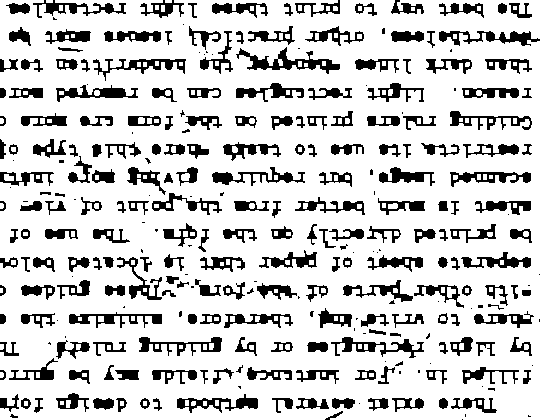 There exist several methods to design form
filled in. For instance, fields may be surro
by light rectangles or by guiding rulers. Th
where to write and, therefore, minimize the e
with other parts of the form. These guides c
separate sheet of paper that is located below
be printed directly on the form. The use of
sheet is much better from the point of view o
scanned image, but requires giving more instr
restricts its use to tasks where this type of
Guiding rulers printed on the form are more c
reason. Light rectangles can be removed more
than dark lines whenever the handwritten text
Nevertheless, other practical issues must be
The best way to print these light rectangles